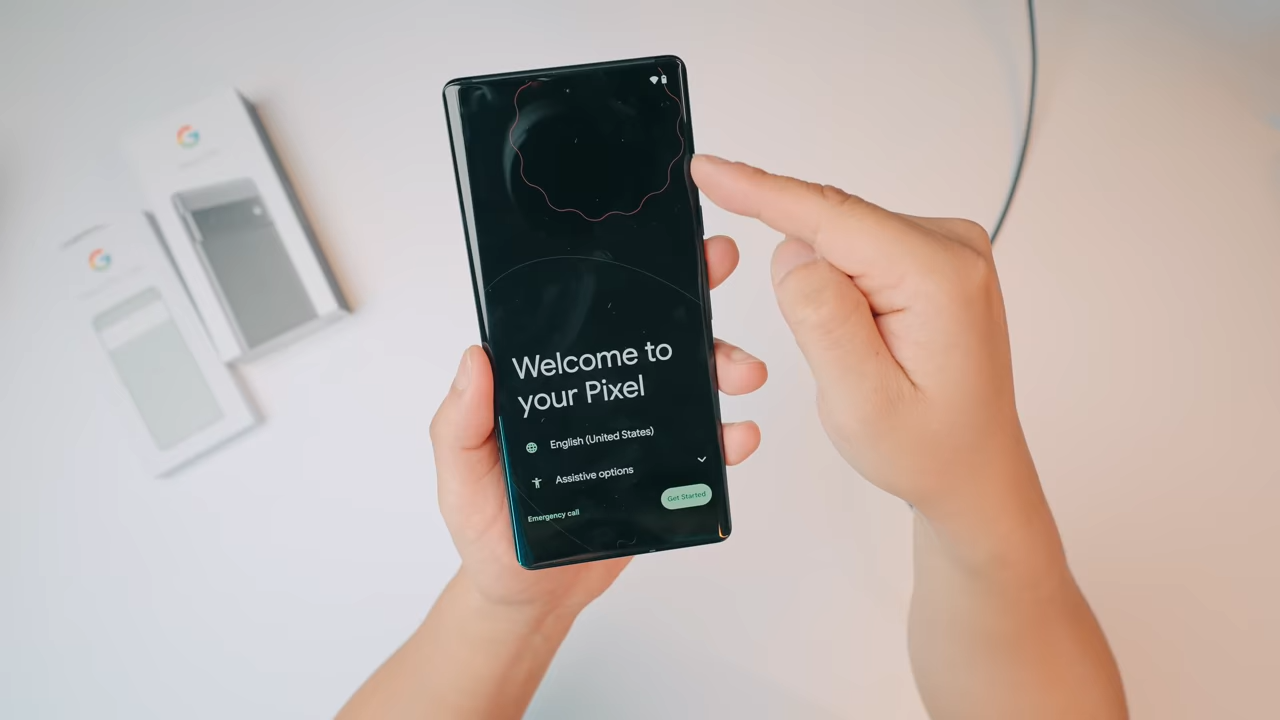 Welcome to
your Pixel
English (United States)
Assistive options
Get Started
Emergency call